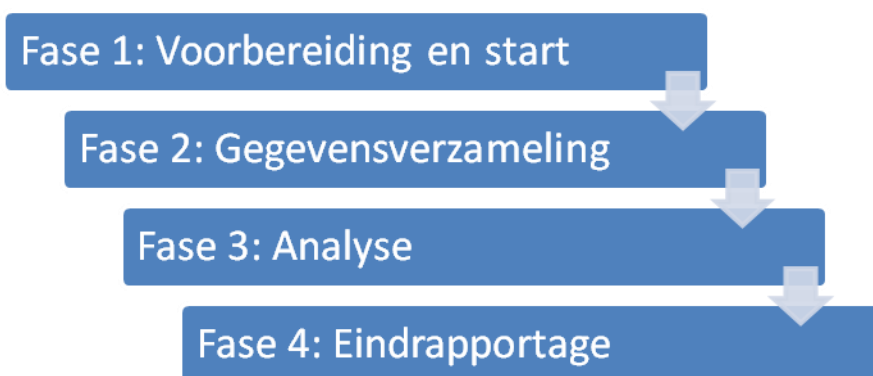 Fase 1: Voorbereiding en start
Fase 2: Gegevensverzameling
Fase 3: Analyse
Fase 4: Eindrapportage